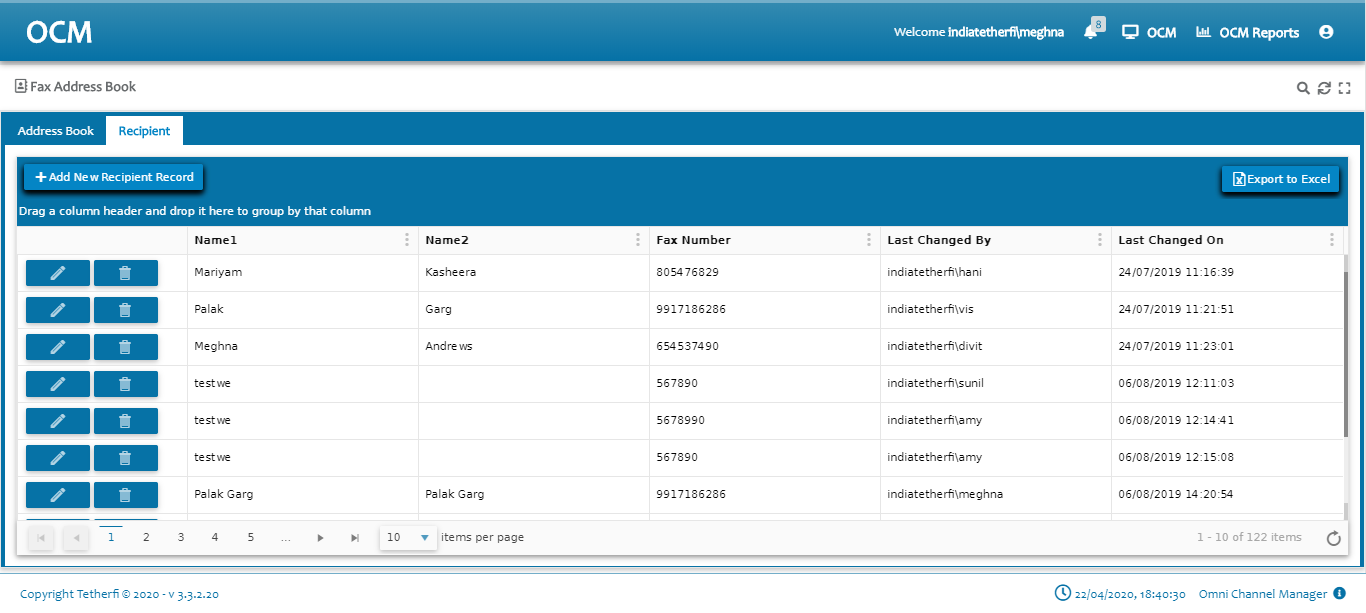 OCM
Welcome indiatetherfi\meghna 8 OCM OCM Reports
Fax Address Book
Address Book Recipient
Add New Recipient Record Export to Excel
Drag a column header and drop it here to group by that column
Name1 Name2 Fax Number Last Changed By Last Changed On
Mariyam Kasheera 805476829 indiatetherfi\hani 24/07/2019 11:16:39
Palak Garg 9917186286 indiatetherfi\vis 24/07/2019 11:21:51
Meghna Andrews 654537490 indiatetherfi\divit 24/07/2019 11:23:01
testwe 567890 indiatetherfi\sunil 06/08/2019 12:11:03
testwe 5678990 indiatetherfi\amy 06/08/2019 12:14:41
testwe 567890 indiatetherfi\amy 06/08/2019 12:15:08
Palak Garg Palak Garg 9917186286 indiatetherfi\meghna 06/08/2019 14:20:54
1 2 3 4 5 ... 10 items per page 1 - 10 of 122 items
Copyright Tetherfi © 2020 - v 3.3.2.20 22/04/2020, 18:40:30 Omni Channel Manager